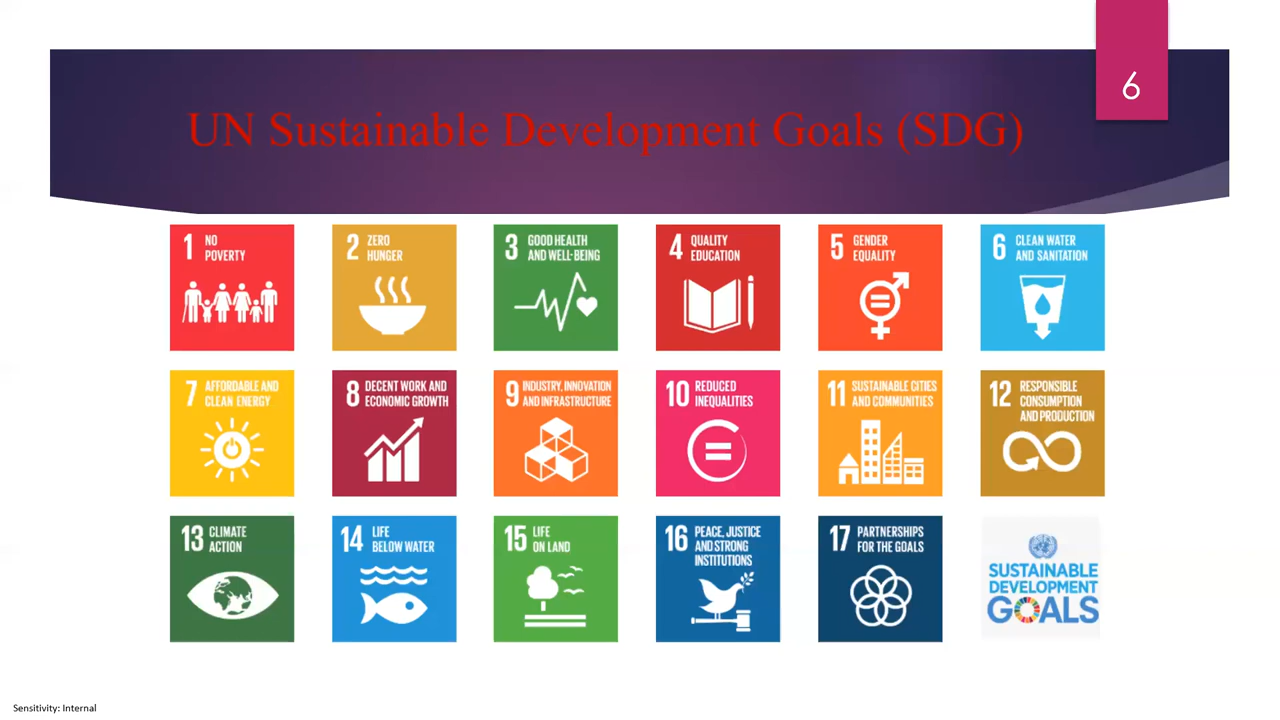 6
UN Sustainable Development Goals (SDG)
1 NO
POVERTY
2 ZERO
HUNGER
3 GOOD HEALTH
AND WELL-BEING
4 QUALITY
EDUCATION
5 GENDER
EQUALITY
6 CLEAN WATER
AND SANITATION
7 AFFORDABLE AND
CLEAN ENERGY
8 DECENT WORK AND
ECONOMIC GROWTH
9 INDUSTRY, INNOVATION
AND INFRASTRUCTURE
10 REDUCED
INEQUALITIES
11 SUSTAINABLE CITIES
AND COMMUNITIES
12 RESPONSIBLE
CONSUMPTION
AND PRODUCTION
13 CLIMATE
ACTION
14 LIFE
BELOW WATER
15 LIFE
ON LAND
16 PEACE, JUSTICE
AND STRONG
INSTITUTIONS
17 PARTNERSHIPS
FOR THE GOALS
SUSTAINABLE
DEVELOPMENT
GOALS
Sensitivity: Internal